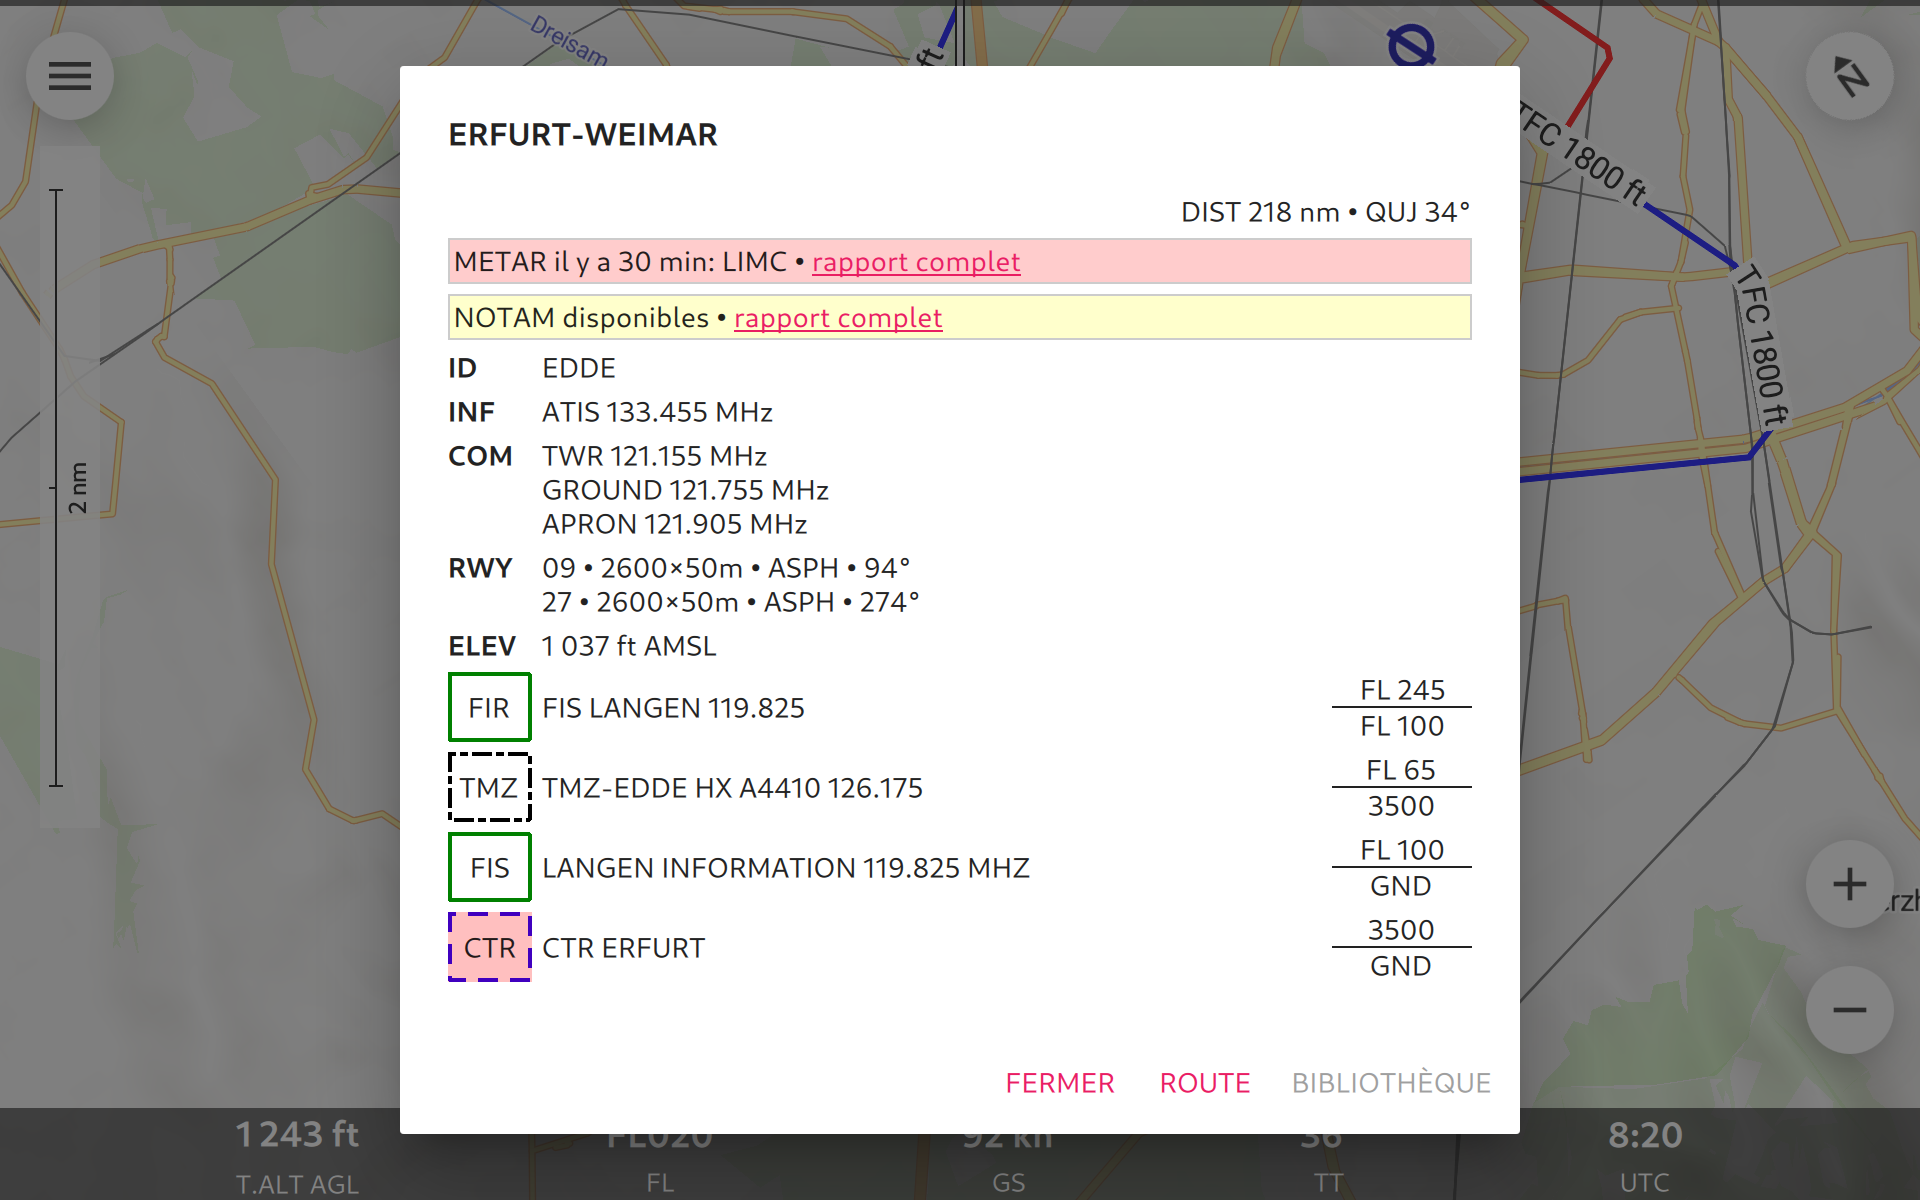 Dreisam
ft
TFC 1800 ft
TFC 1800 ft
N
2 nm
ERFURT-WEIMAR
DIST 218 nm • QUJ 34°
METAR il y a 30 min: LIMC • rapport complet
NOTAM disponibles • rapport complet
ID EDDE
INF ATIS 133.455 MHz
COM TWR 121.155 MHz
GROUND 121.755 MHz
APRON 121.905 MHz
RWY 09 • 2600×50m • ASPH • 94°
27 • 2600×50m • ASPH • 274°
ELEV 1 037 ft AMSL
FIR FIS LANGEN 119.825 FL 245
FL 100
TMZ TMZ-EDDE HX A4410 126.175 FL 65
3500
FIS LANGEN INFORMATION 119.825 MHZ FL 100
GND
CTR CTR ERFURT 3500
GND
FERMER ROUTE BIBLIOTHÈQUE
1 243 ft FL020 92 kn 36 8:20
T.ALT AGL FL GS TT UTC